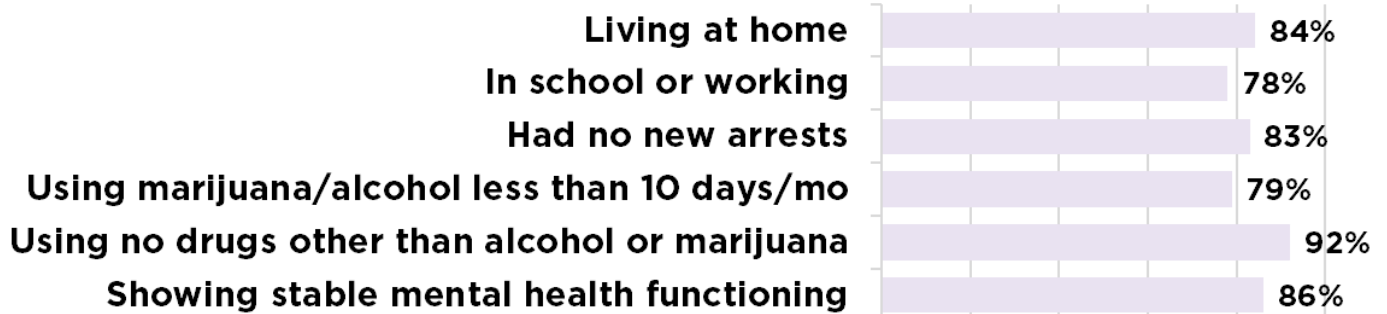 Living at home 84%
In school or working 78%
Had no new arrests 83%
Using marijuana/alcohol less than 10 days/mo 79%
Using no drugs other than alcohol or marijuana 92%
Showing stable mental health functioning 86%